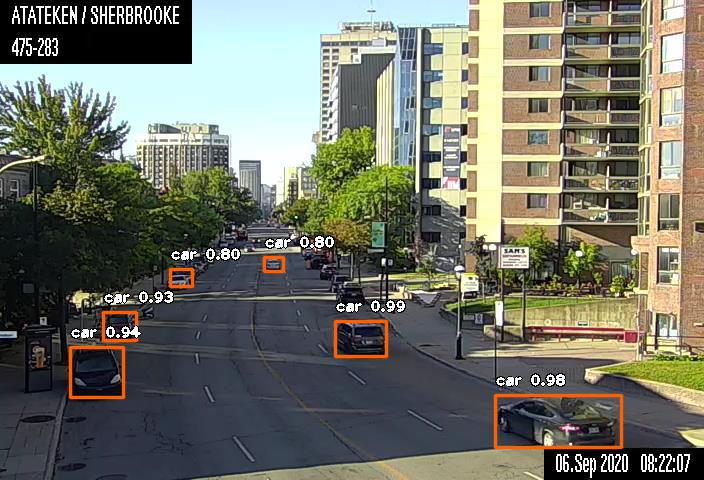 ATATEKEN / SHERBROOKE
475-283
SAM'S
car 0.80
car 0.80
car 0.93
car 0.99
car 0.94
car 0.98
06.Sep 2020 08:22:07